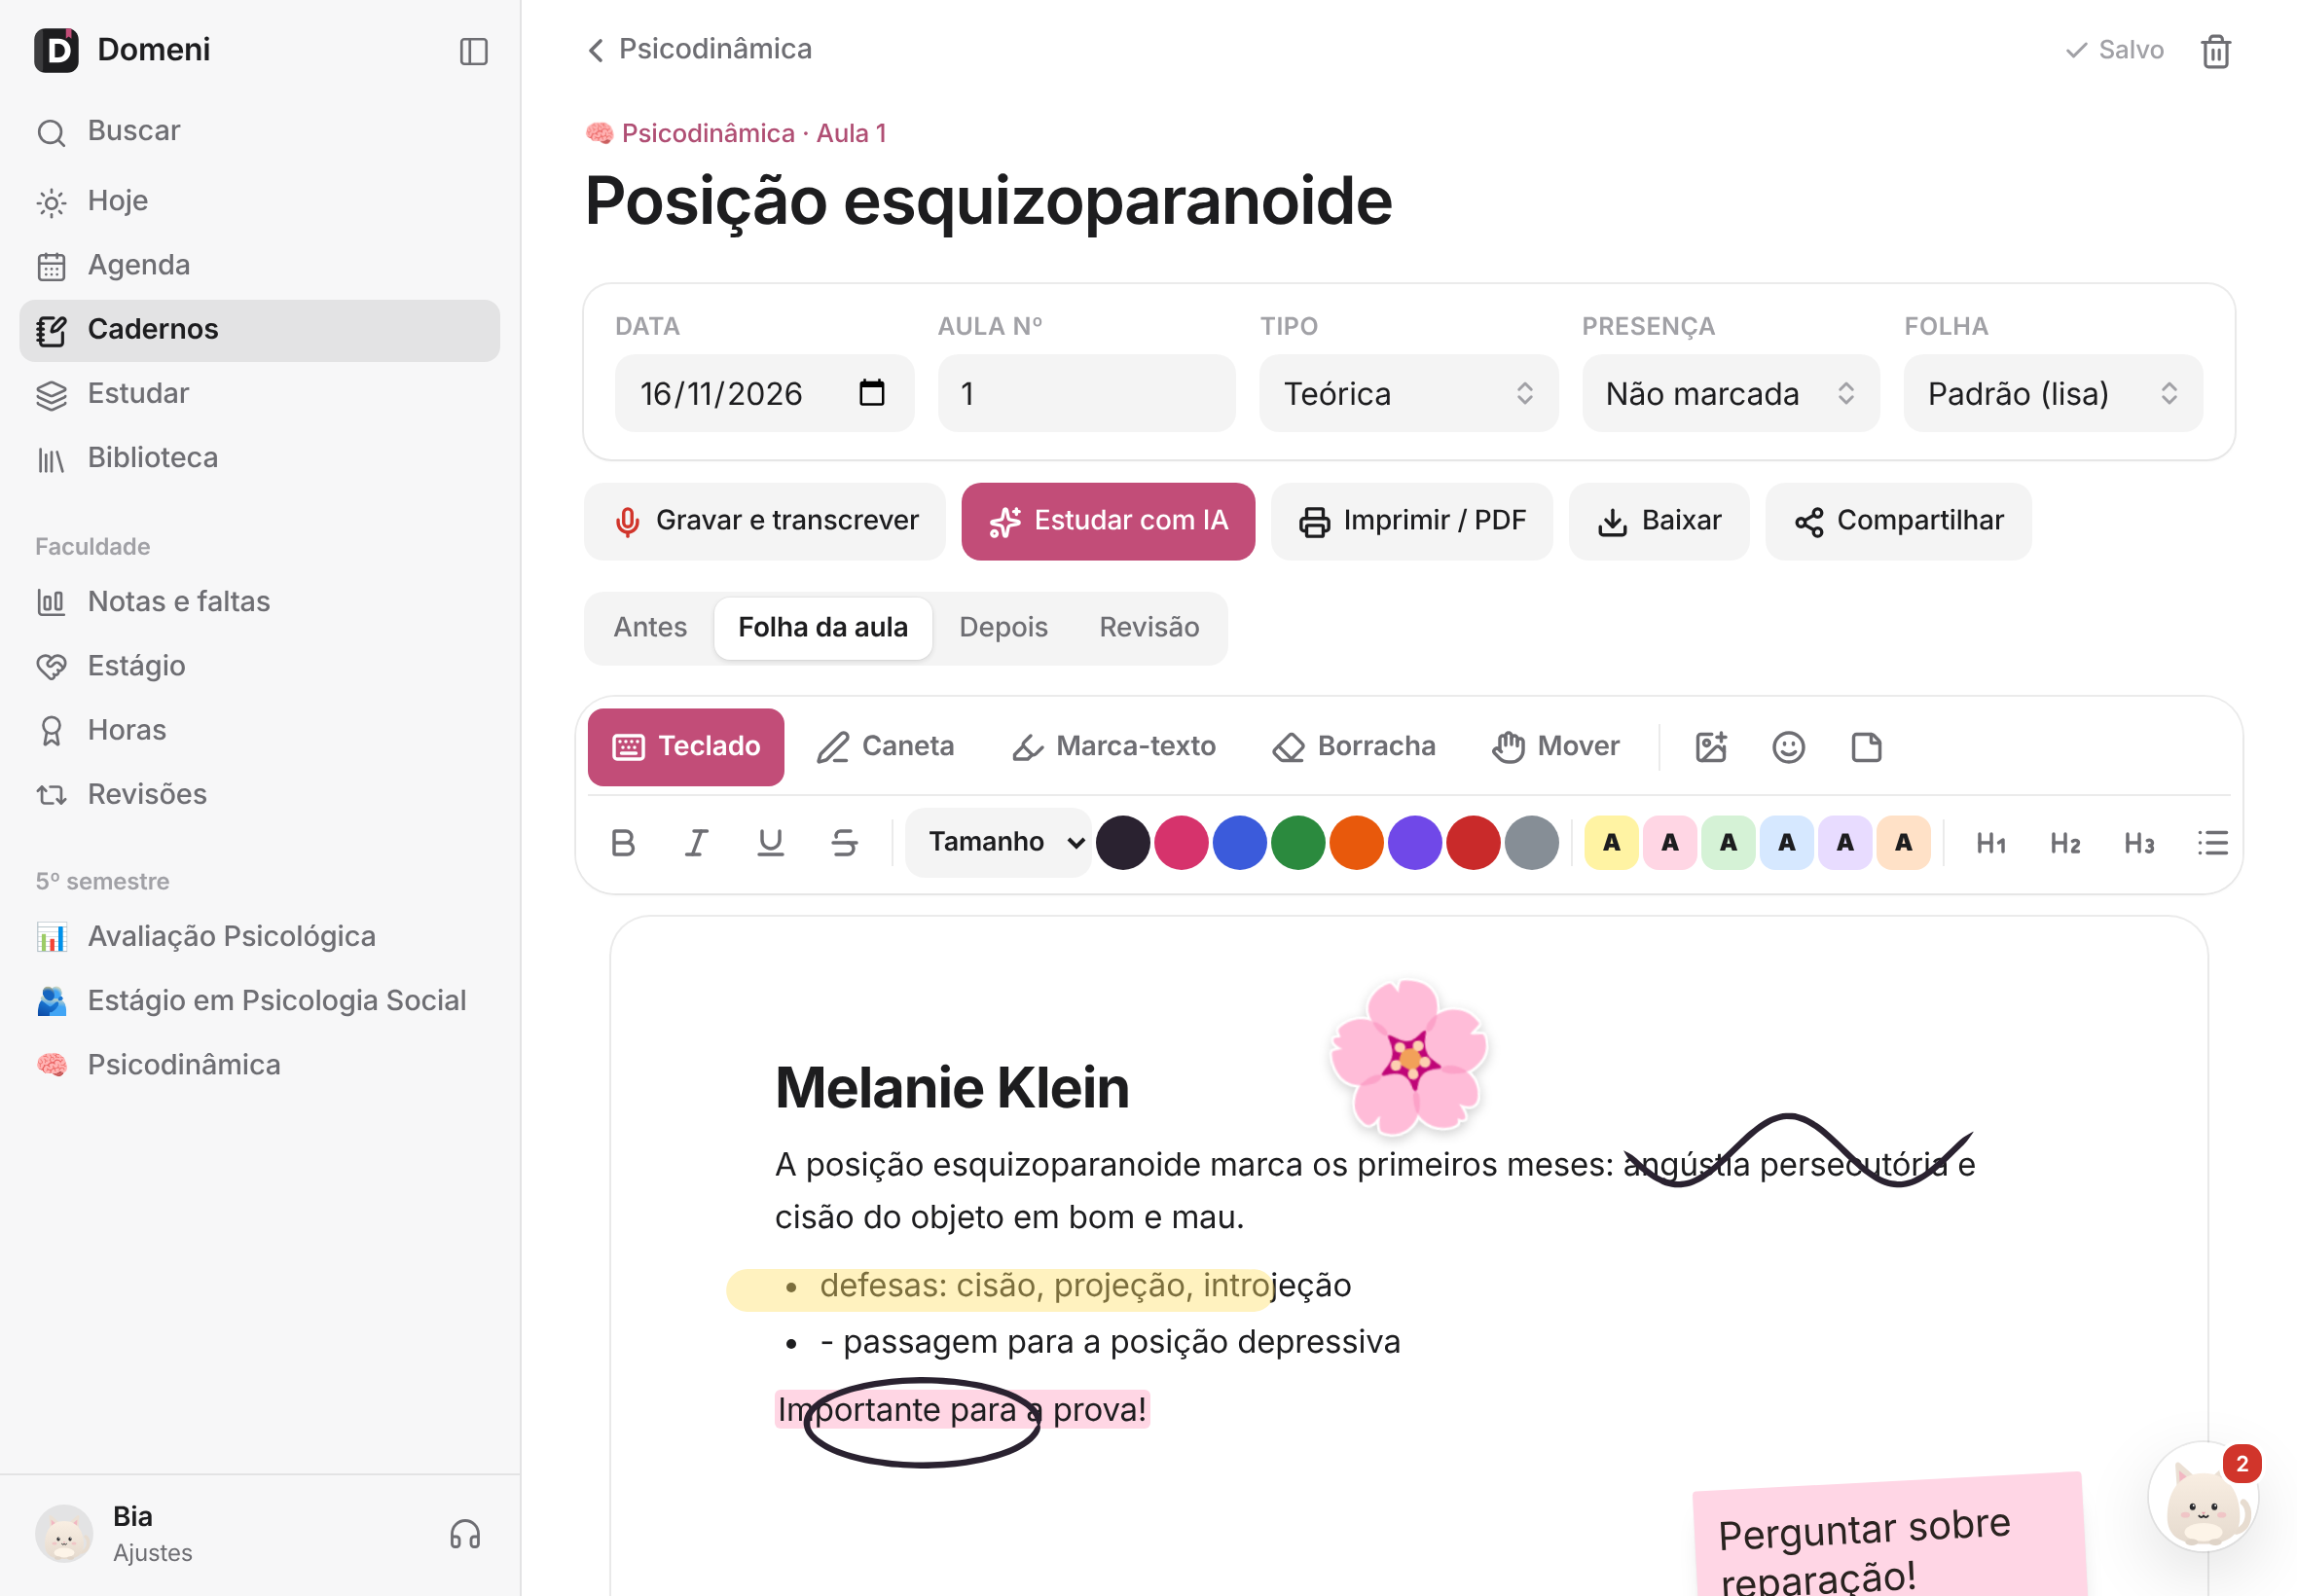 Domeni
Buscar
Hoje
Agenda
Cadernos
Estudar
Biblioteca
Faculdade
Notas e faltas
Estágio
Horas
Revisões
5º semestre
Avaliação Psicológica
Estágio em Psicologia Social
Psicodinâmica
Bia
Ajustes
Psicodinâmica
Salvo
Psicodinâmica · Aula 1
Posição esquizoparanoide
DATA AULA Nº TIPO PRESENÇA FOLHA
16/11/2026 1 Teórica Não marcada Padrão (lisa)
Gravar e transcrever Estudar com IA Imprimir / PDF Baixar Compartilhar
Antes Folha da aula Depois Revisão
Teclado Caneta Marca-texto Borracha Mover
B I U S Tamanho A A A A A A H1 H2 H3
Melanie Klein
A posição esquizoparanoide marca os primeiros meses: angústia persecutória e
cisão do objeto em bom e mau.
• defesas: cisão, projeção, introjeção
• - passagem para a posição depressiva
Importante para a prova!
Perguntar sobre
reparação!
2